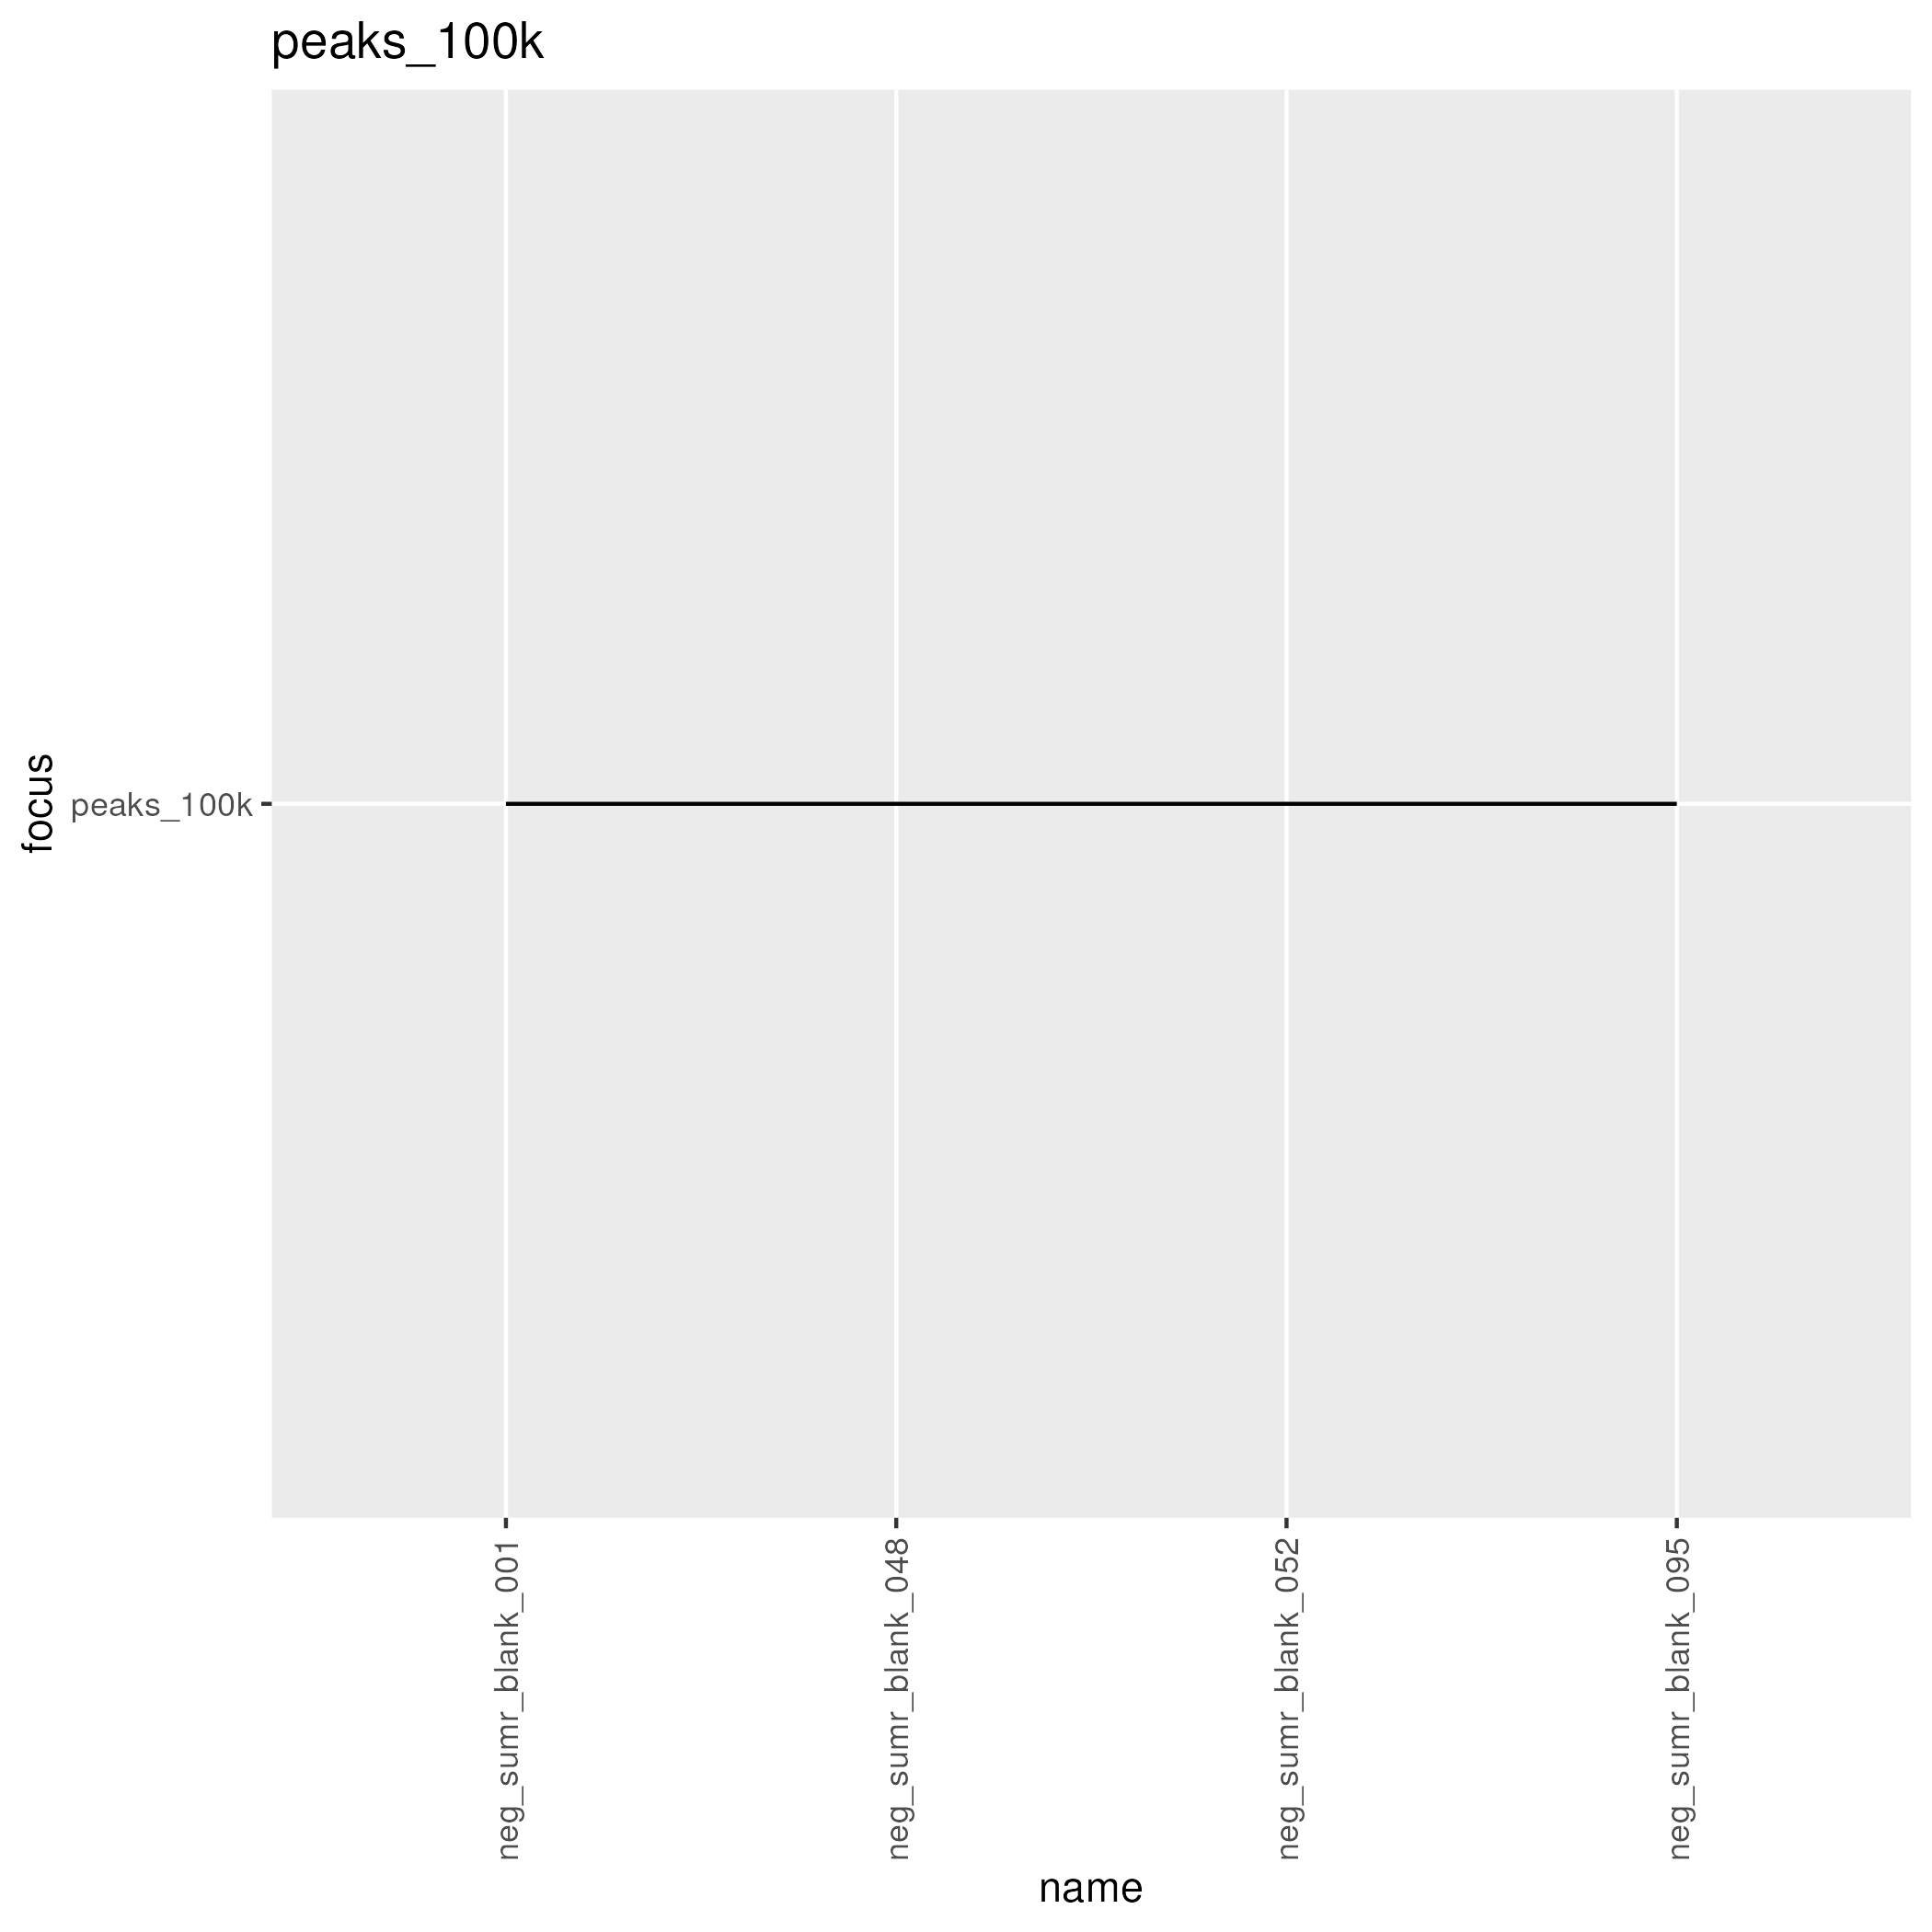 peaks_100k
focus
peaks_100k
neg_sumr_blank_001
neg_sumr_blank_048
neg_sumr_blank_052
neg_sumr_blank_095
name